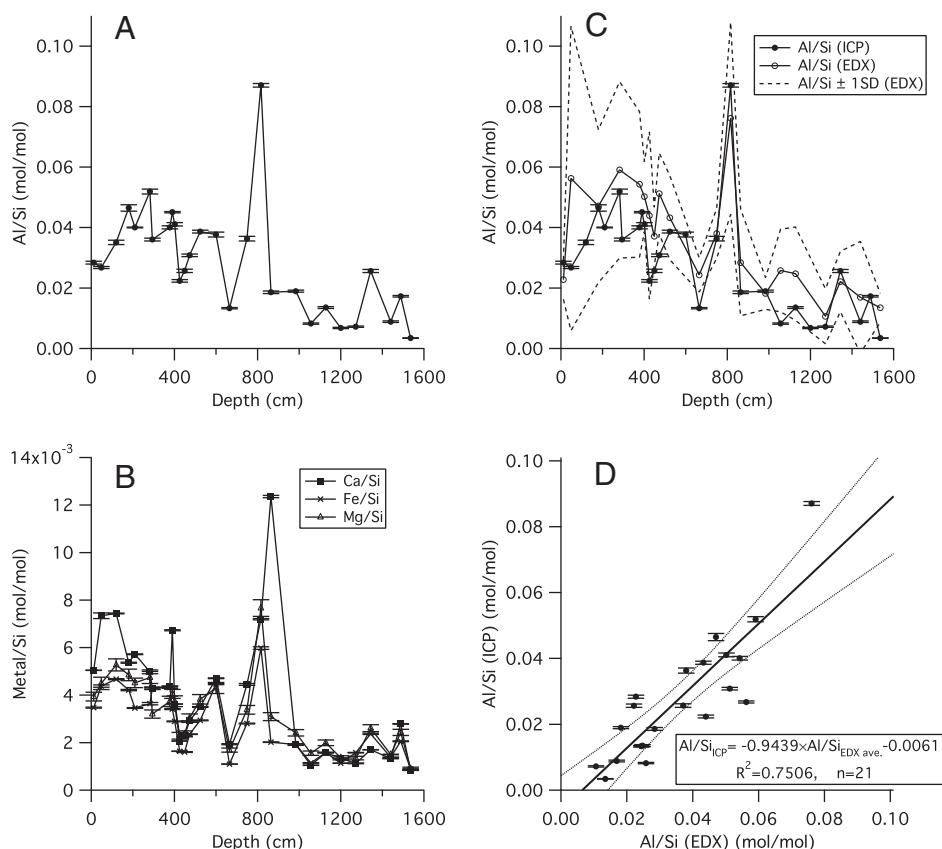 A
Al/Si (mol/mol)
0.10
0.08
0.06
0.04
0.02
0.00
0
400
800
1200
1600
Depth (cm)
C
Al/Si (ICP)
Al/Si (EDX)
Al/Si ± 1SD (EDX)
Al/Si (mol/mol)
0.10
0.08
0.06
0.04
0.02
0.00
0
400
800
1200
1600
Depth (cm)
B
Ca/Si
Fe/Si
Mg/Si
Metal/Si (mol/mol)
14x10-3
12
10
8
6
4
2
0
0
400
800
1200
1600
Depth (cm)
D
Al/Si (ICP) (mol/mol)
0.10
0.08
0.06
0.04
0.02
0.00
Al/SiICP= -0.9439×Al/SiEDX ave.-0.0061
R2=0.7506, n=21
0.00
0.02
0.04
0.06
0.08
0.10
Al/Si (EDX) (mol/mol)